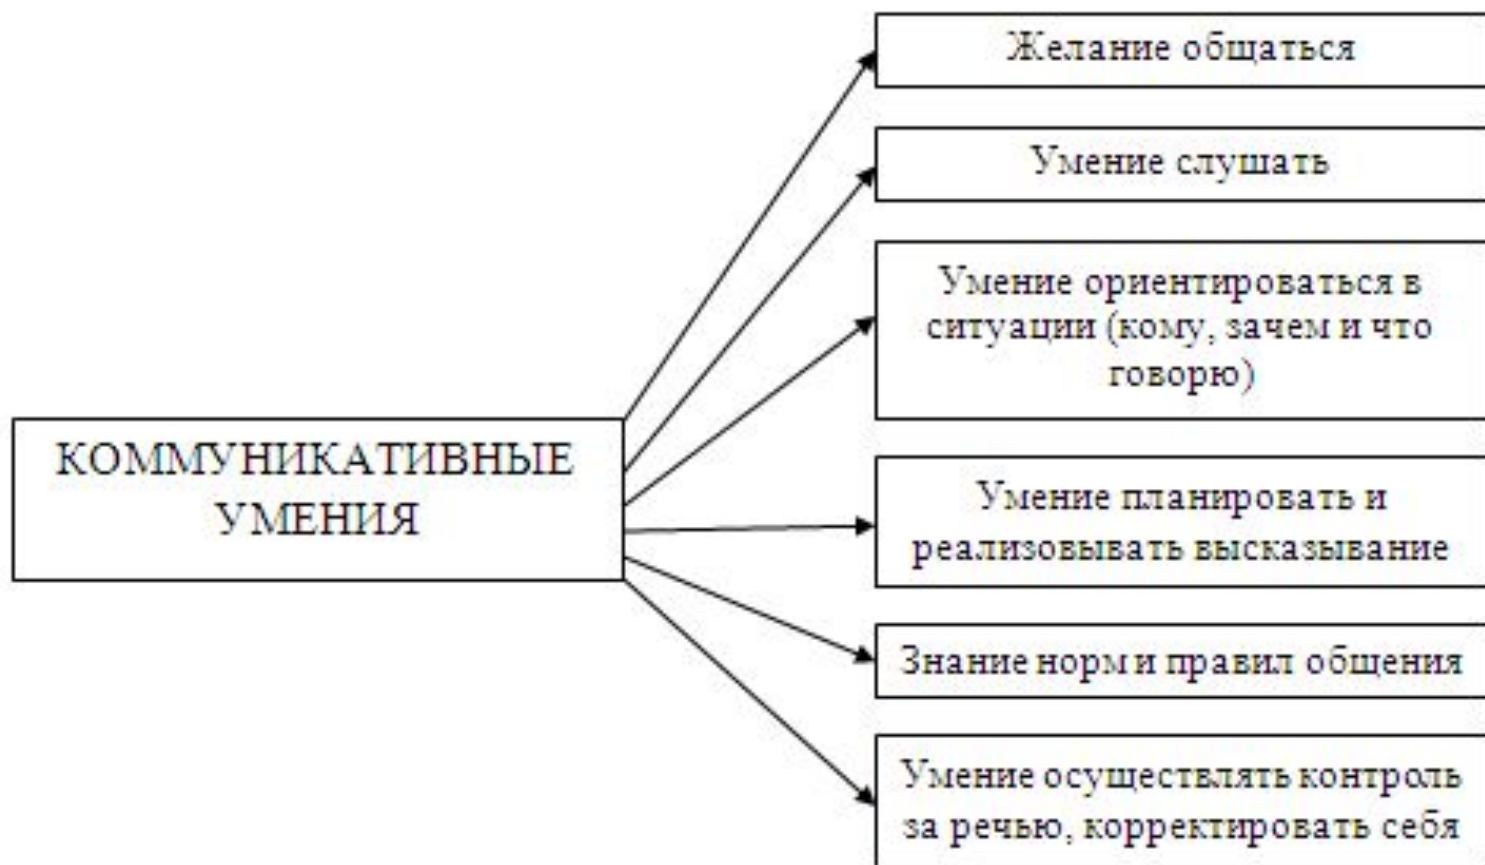 Желание общаться
Умение слушать
Умение ориентироваться в
ситуации (кому, зачем и что
говорю)
КОММУНИКАТИВНЫЕ
УМЕНИЯ
Умение планировать и
реализовывать высказывание
Знание норм и правил общения
Умение осуществлять контроль
за речью, корректировать себя